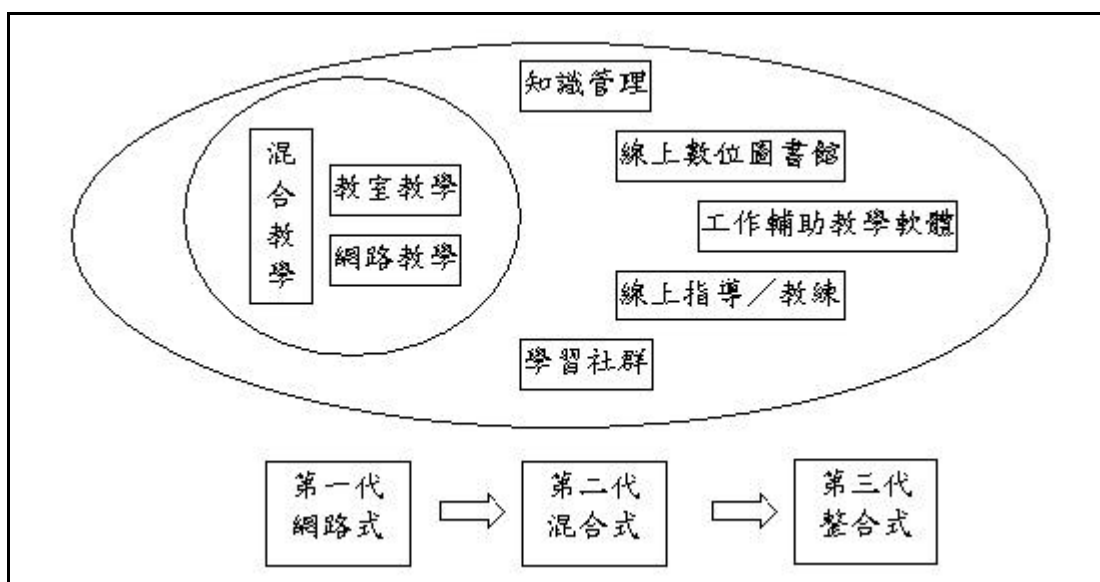 知識管理
線上數位圖書館
混合教學
教室教學
工作輔助教學軟體
網路教學
線上指導／教練
學習社群
第一代
網路式
第二代
混合式
第三代
整合式